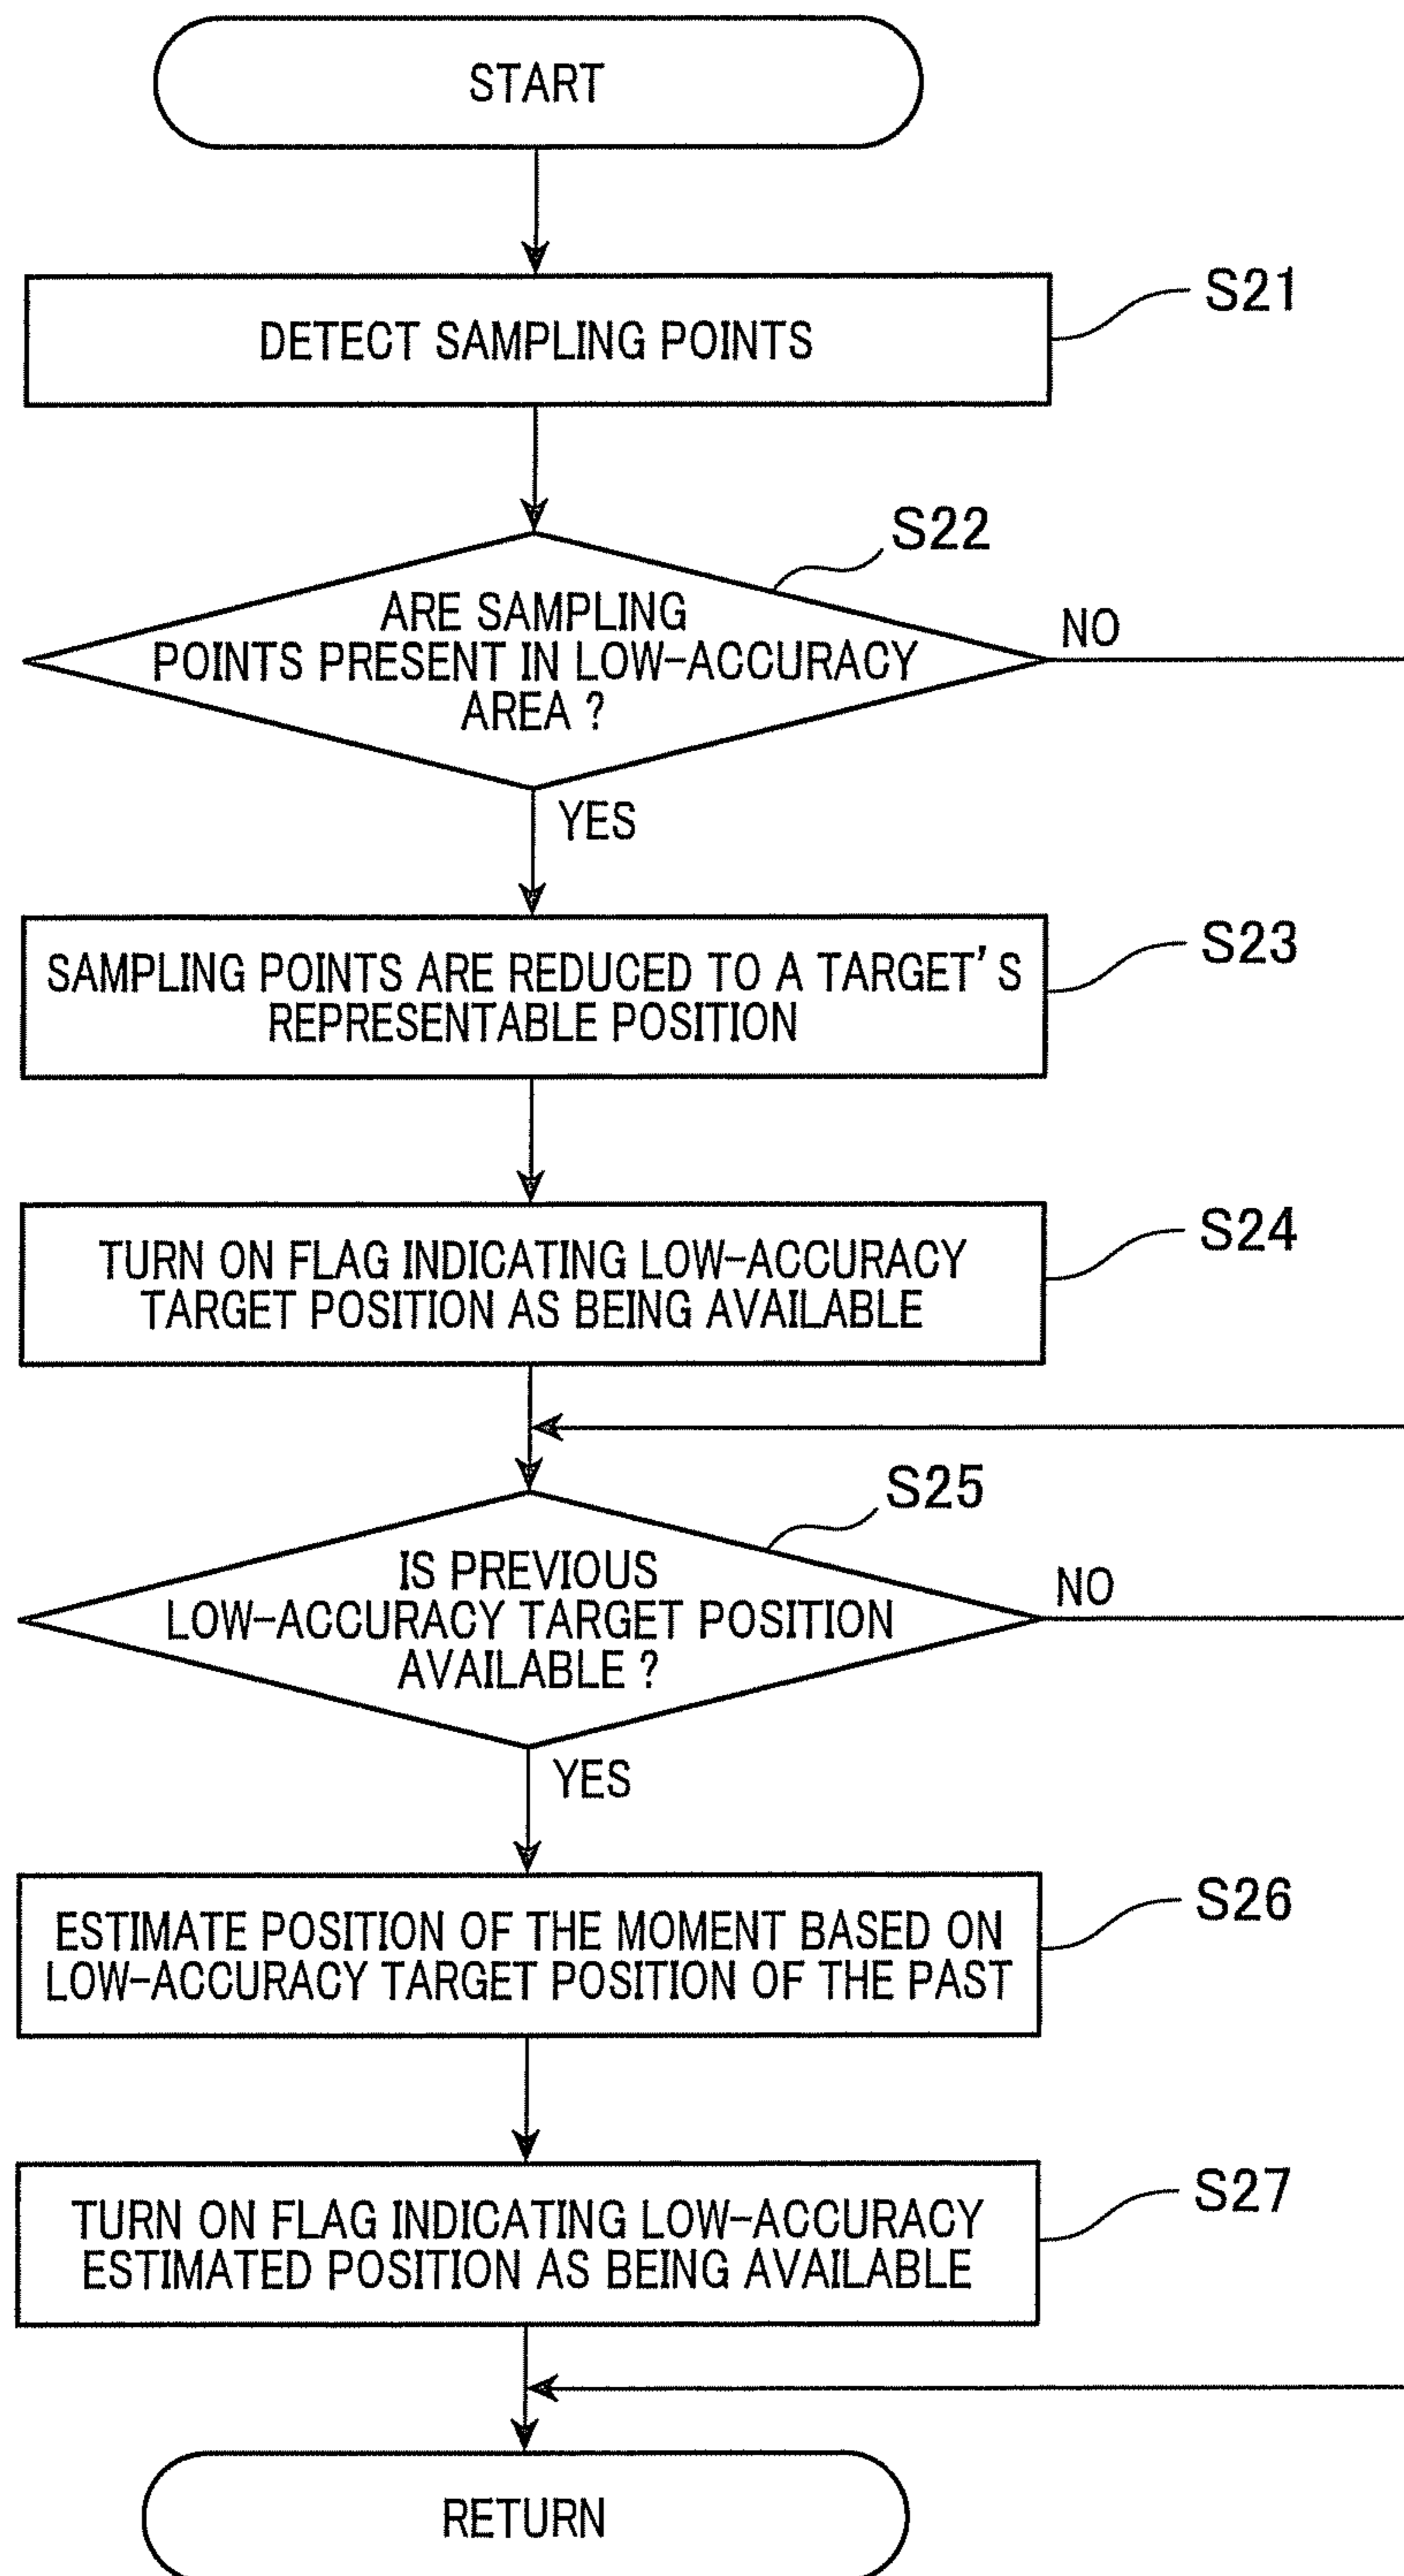 START
DETECT SAMPLING POINTS
S21
S22
ARE SAMPLING
POINTS PRESENT IN LOW-ACCURACY
AREA ?
NO
YES
SAMPLING POINTS ARE REDUCED TO A TARGET'S
REPRESENTABLE POSITION
S23
TURN ON FLAG INDICATING LOW-ACCURACY
TARGET POSITION AS BEING AVAILABLE
S24
S25
IS PREVIOUS
LOW-ACCURACY TARGET POSITION
AVAILABLE ?
NO
YES
ESTIMATE POSITION OF THE MOMENT BASED ON
LOW-ACCURACY TARGET POSITION OF THE PAST
S26
TURN ON FLAG INDICATING LOW-ACCURACY
ESTIMATED POSITION AS BEING AVAILABLE
S27
RETURN